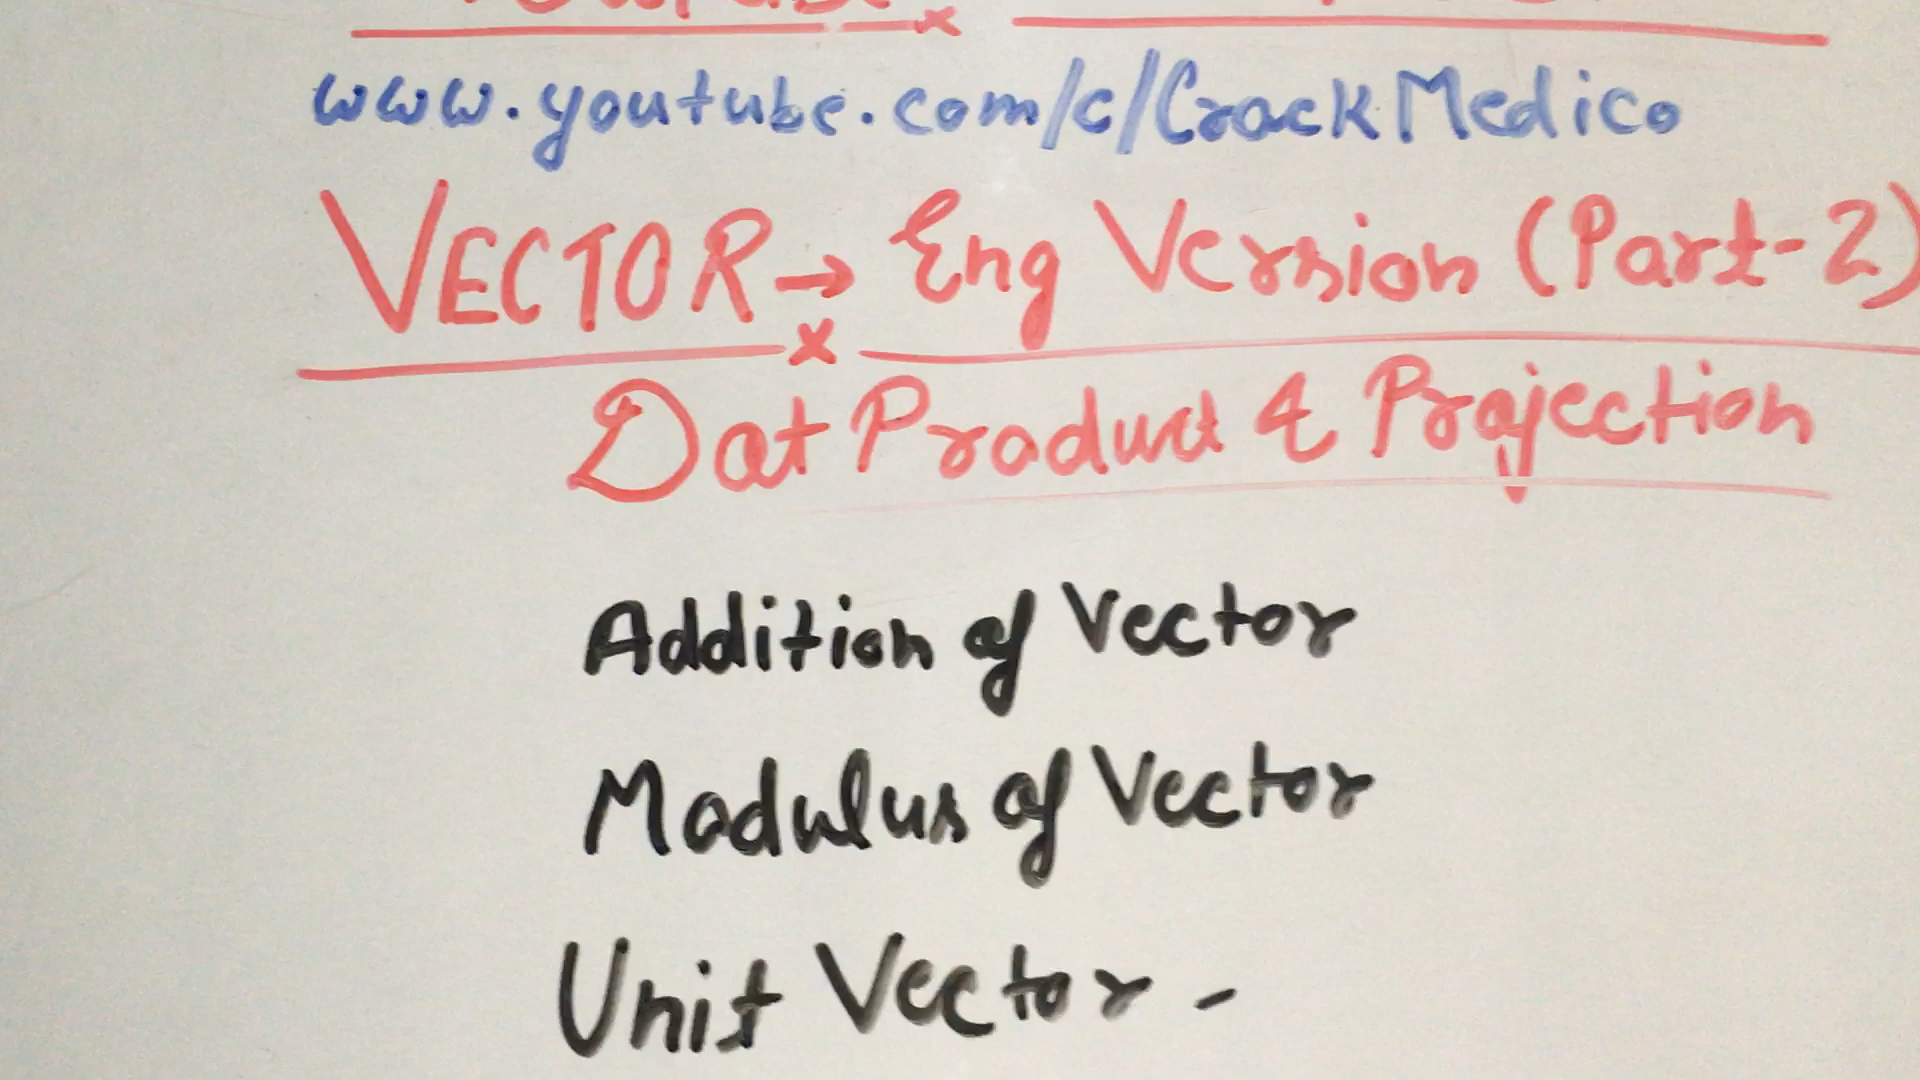 www.youtube.com/c/CrackMedico
VECTOR → Eng Version (Part-2)
Dot Product & Projection
Addition of Vector
Modulus of Vector
Unit Vector -